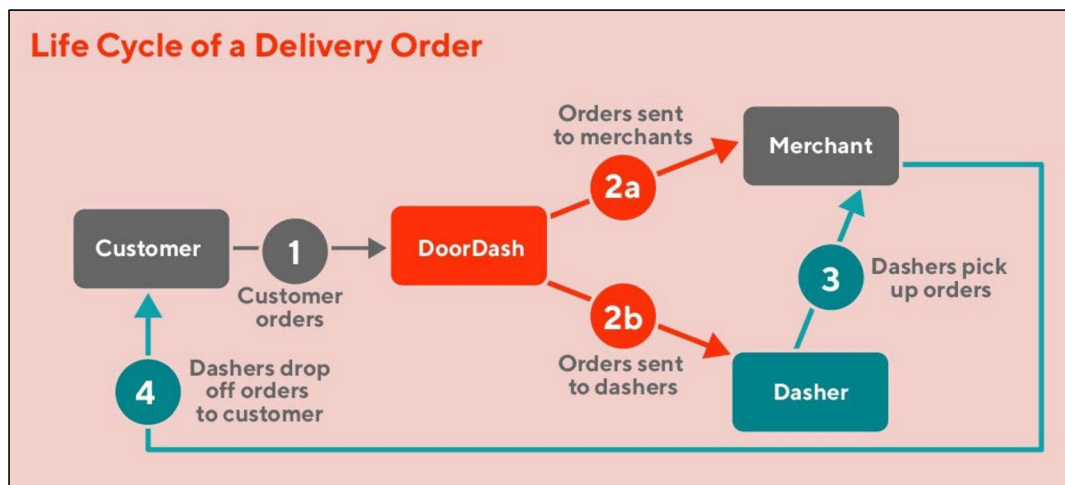 Life Cycle of a Delivery Order
Orders sent
to merchants
Merchant
2a
Customer
1
DoorDash
Customer
orders
3
Dashers pick
up orders
2b
Orders sent
to dashers
Dasher
4
Dashers drop
off orders
to customer